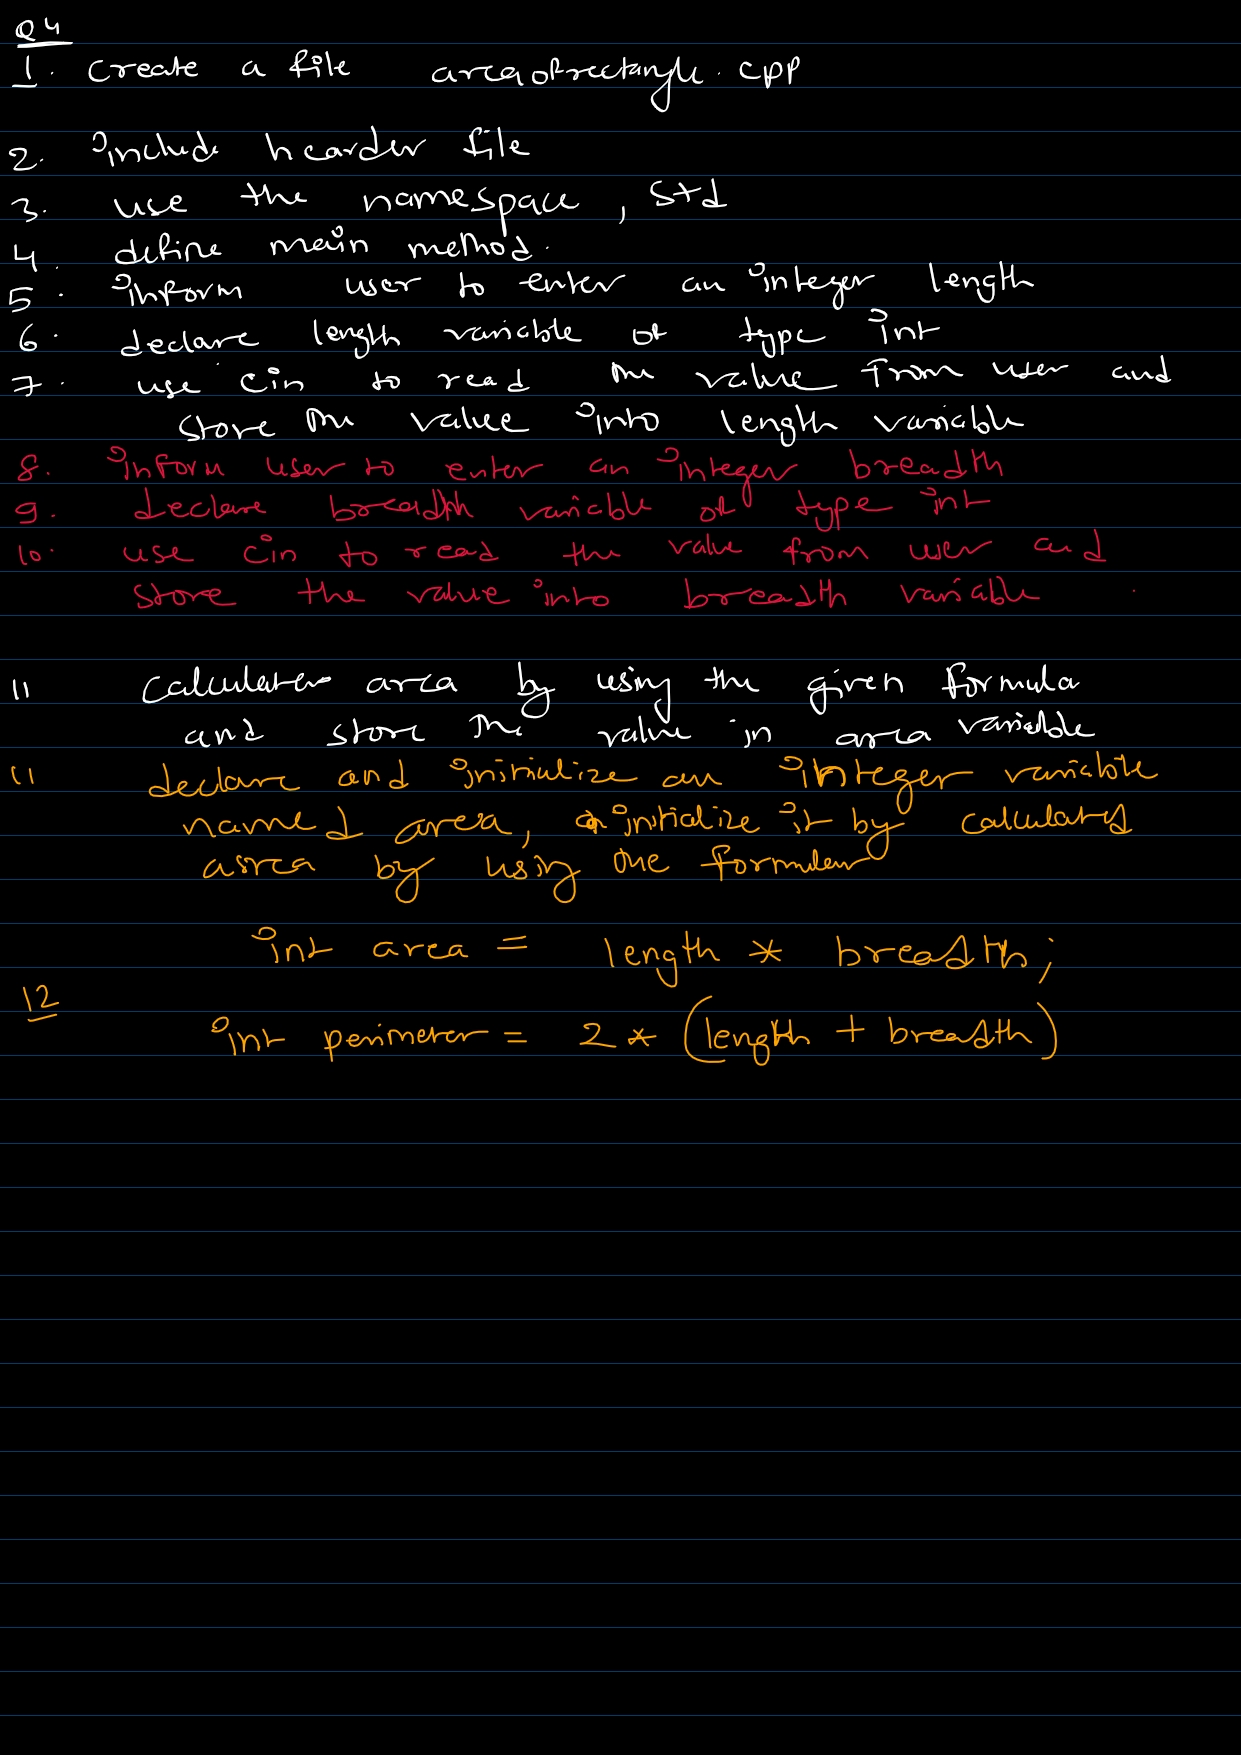 Q4
1. create a file areaofrectangle.cpp
2. include hearder file
3. use the namespace, std
4. define main method.
5. inform user to enter an integer length
6. declare length variable of type int
7. use cin to read the value from user and
store the value into length variable
8. inform user to enter an integer breadth
9. declare breadth variable of type int
10. use cin to read the value from user and
store the value into breadth variable
11 calculate area by using the given formula
and store the value in area variable
11 declare and initialize an integer variable
named area, initialize it by calculated
area by using the formula
int area = length * breadth;
12
int perimeter = 2 * (length + breadth)